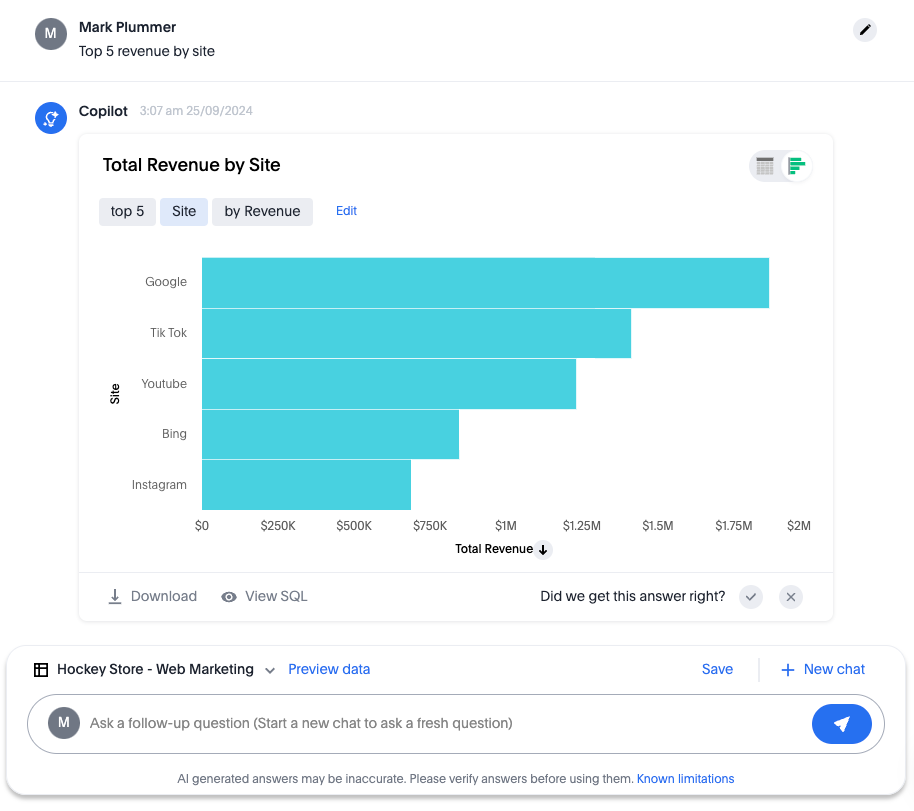 M
Mark Plummer
Top 5 revenue by site
Copilot 3:07 am 25/09/2024
Total Revenue by Site
top 5 Site by Revenue Edit
Google
Tik Tok
Youtube
Site
Bing
Instagram
$0 $250K $500K $750K $1M $1.25M $1.5M $1.75M $2M
Total Revenue
Download View SQL Did we get this answer right?
Hockey Store - Web Marketing Preview data Save New chat
M Ask a follow-up question (Start a new chat to ask a fresh question)
AI generated answers may be inaccurate. Please verify answers before using them. Known limitations